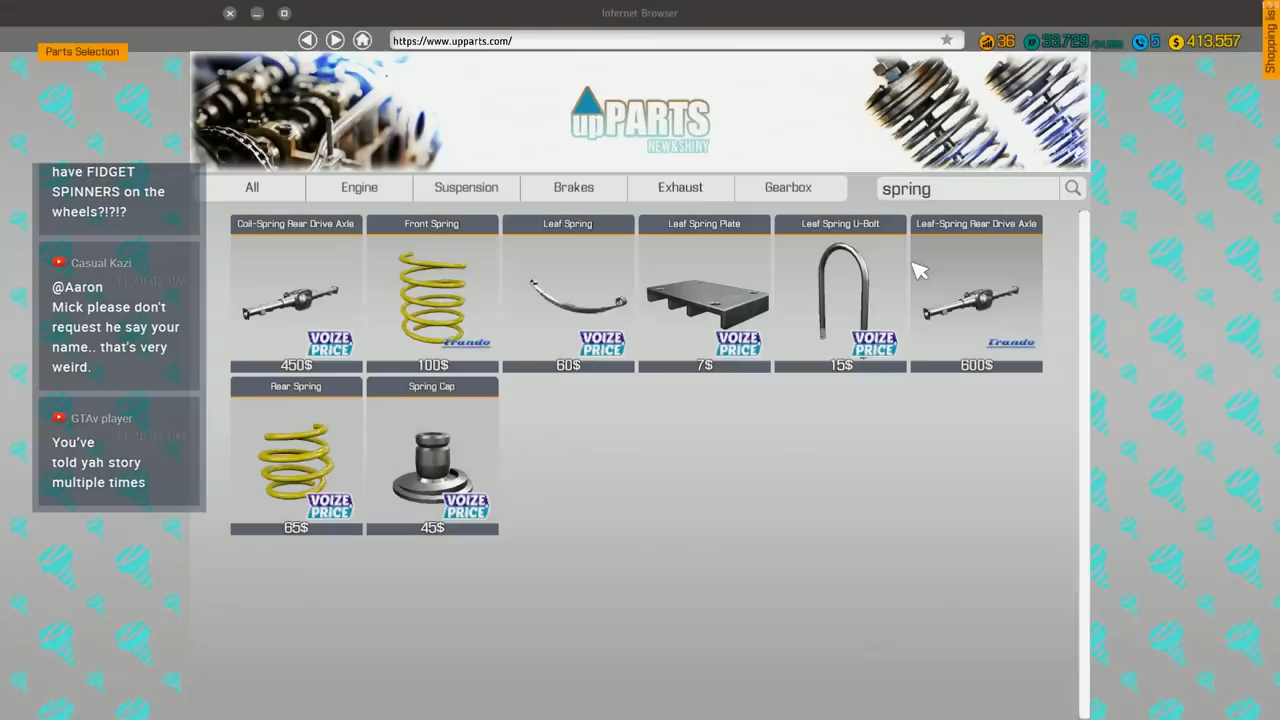 Internet Browser
Shopping list
Parts Selection
https://www.upparts.com/
36
5
413,557
upPARTS
NEW&SHINY
All
Engine
Suspension
Brakes
Exhaust
Gearbox
spring
have FIDGET
SPINNERS on the
wheels?!?!?
Casual Kazi
@Aaron
Mick please don't
request he say your
name.. that's very
weird.
GTAv player
You've
told yah story
multiple times
Coil-Spring Rear Drive Axle
Front Spring
Leaf Spring
Leaf Spring Plate
Leaf Spring U-Bolt
Leaf-Spring Rear Drive Axle
VOIZE PRICE
Trando
VOIZE PRICE
VOIZE PRICE
VOIZE PRICE
Trando
450$
100$
60$
7$
15$
600$
Rear Spring
Spring Cap
VOIZE PRICE
VOIZE PRICE
65$
45$